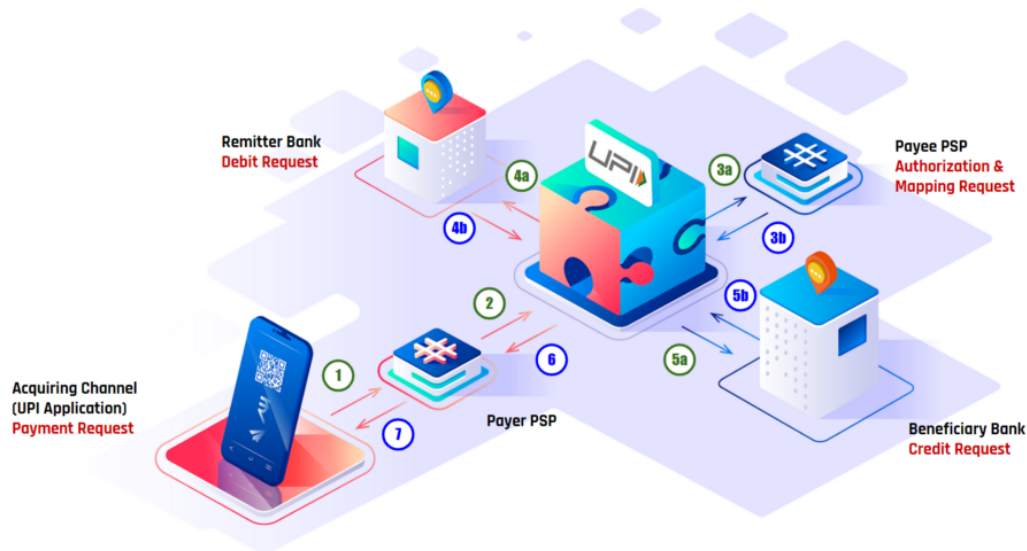 Remitter Bank
Debit Request
UPI
Payee PSP
Authorization &
Mapping Request
4a
3a
4b
3b
5b
2
6
5a
1
7
Acquiring Channel
(UPI Application)
Payment Request
Payer PSP
Beneficiary Bank
Credit Request